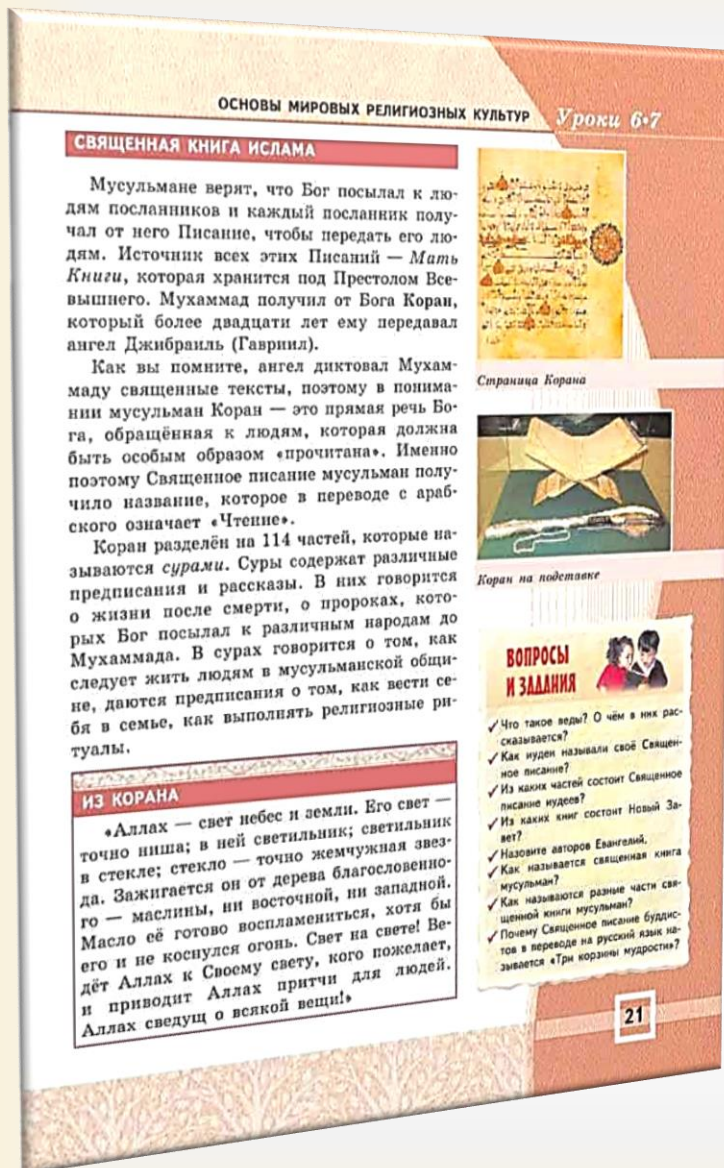 ОСНОВЫ МИРОВЫХ РЕЛИГИОЗНЫХ КУЛЬТУР
Уроки 6•7
СВЯЩЕННАЯ КНИГА ИСЛАМА
Мусульмане верят, что Бог посылал к лю-
дям посланников и каждый посланник полу-
чал от него Писание, чтобы передать его лю-
дям. Источник всех этих Писаний — Мать
Книги, которая хранится под Престолом Все-
вышнего. Мухаммад получил от Бога Коран,
который более двадцати лет ему передавал
ангел Джибраиль (Гавриил).
Как вы помните, ангел диктовал Мухам-
маду священные тексты, поэтому в понима-
нии мусульман Коран — это прямая речь Бо-
га, обращённая к людям, которая должна
быть особым образом «прочитана». Именно
поэтому Священное писание мусульман полу-
чило название, которое в переводе с араб-
ского означает «Чтение».
Коран разделён на 114 частей, которые на-
зываются сурами. Суры содержат различные
предписания и рассказы. В них говорится
о жизни после смерти, о пророках, кото-
рых Бог посылал к различным народам до
Мухаммада. В сурах говорится о том, как
следует жить людям в мусульманской общи-
не, даются предписания о том, как вести се-
бя в семье, как выполнять религиозные ри-
туалы.
ИЗ КОРАНА
«Аллах — свет небес и земли. Его свет —
точно ниша; в ней светильник; светильник
в стекле; стекло — точно жемчужная звез-
да. Зажигается он от дерева благословенно-
го — маслины, ни восточной, ни западной.
Масло её готово воспламениться, хотя бы
его и не коснулся огонь. Свет на свете! Ве-
дёт Аллах к Своему свету, кого пожелает,
и приводит Аллах притчи для людей.
Аллах сведущ о всякой вещи!»
Страница Корана
Коран на подставке
ВОПРОСЫ
И ЗАДАНИЯ
✓ Что такое веды? О чём в них рас-
сказывается?
✓ Как иудеи называли своё Священ-
ное писание?
✓ Из каких частей состоит Священное
писание иудеев?
✓ Из каких книг состоит Новый За-
вет?
✓ Назовите авторов Евангелий.
✓ Как называется священная книга
мусульман?
✓ Как называются разные части свя-
щенной книги мусульман?
✓ Почему Священное писание буддис-
тов в переводе на русский язык на-
зывается «Три корзины мудрости»?
21